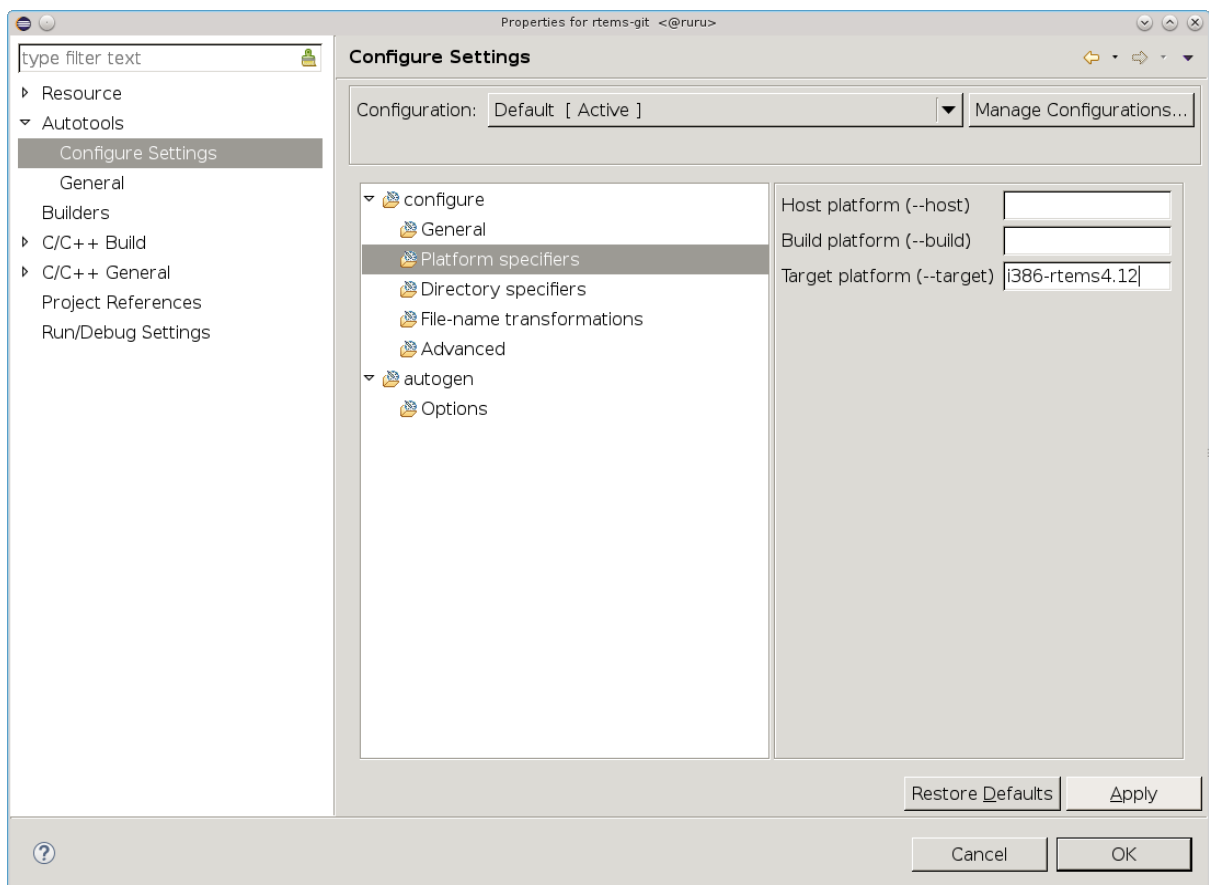 Properties for rtems-git <@ruru>
type filter text
Resource
Autotools
Configure Settings
General
Builders
C/C++ Build
C/C++ General
Project References
Run/Debug Settings
Configure Settings
Configuration: Default [ Active ] Manage Configurations...
configure
General
Platform specifiers
Directory specifiers
File-name transformations
Advanced
autogen
Options
Host platform (--host)
Build platform (--build)
Target platform (--target) i386-rtems4.12
Restore Defaults Apply
? Cancel OK